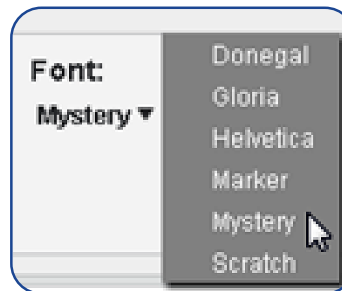 Font:
Mystery ▼
Donegal
Gloria
Helvetica
Marker
Mystery
Scratch